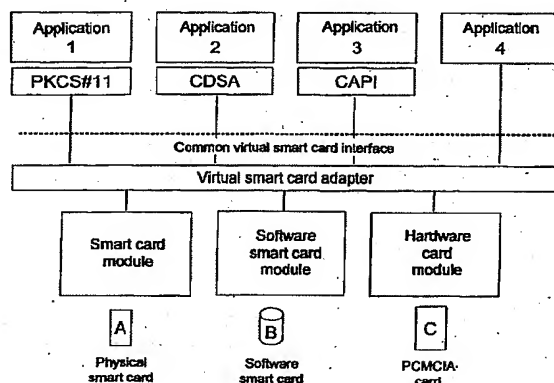 Application
1
Application
2
Application
3
Application
4
PKCS#11
CDSA
CAPI
Common virtual smart card interface
Virtual smart card adapter
Smart card
module
Software
smart card
module
Hardware
card
module
A
B
C
Physical
smart card
Software
smart card
PCMCIA
card